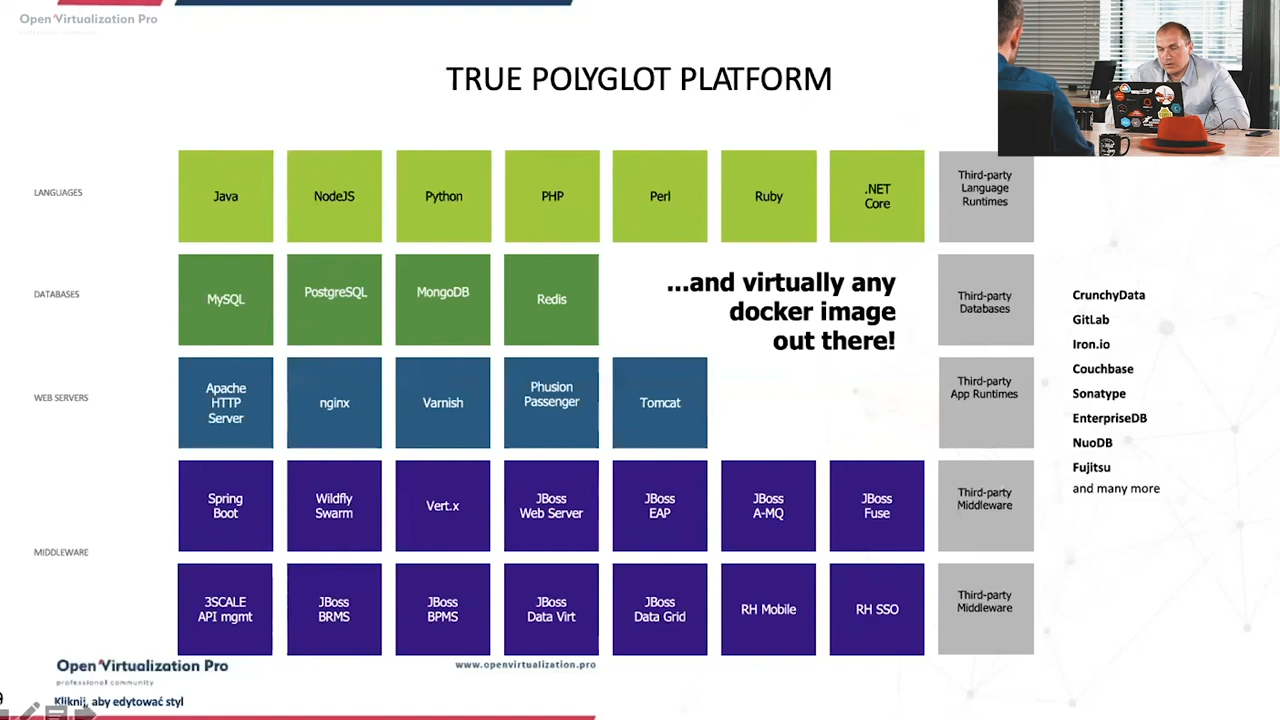 Open Virtualization Pro
professional community
TRUE POLYGLOT PLATFORM
LANGUAGES
Java
NodeJS
Python
PHP
Perl
Ruby
.NET
Core
Third-party
Language
Runtimes
DATABASES
MySQL
PostgreSQL
MongoDB
Redis
...and virtually any
docker image
out there!
Third-party
Databases
CrunchyData
GitLab
Iron.io
Couchbase
Sonatype
EnterpriseDB
NuoDB
Fujitsu
and many more
WEB SERVERS
Apache
HTTP
Server
nginx
Varnish
Phusion
Passenger
Tomcat
Third-party
App Runtimes
MIDDLEWARE
Spring
Boot
Wildfly
Swarm
Vert.x
JBoss
Web Server
JBoss
EAP
JBoss
A-MQ
JBoss
Fuse
Third-party
Middleware
3SCALE
API mgmt
JBoss
BRMS
JBoss
BPMS
JBoss
Data Virt
JBoss
Data Grid
RH Mobile
RH SSO
Third-party
Middleware
Open Virtualization Pro
professional community
www.openvirtualization.pro
Kliknij, aby edytować styl